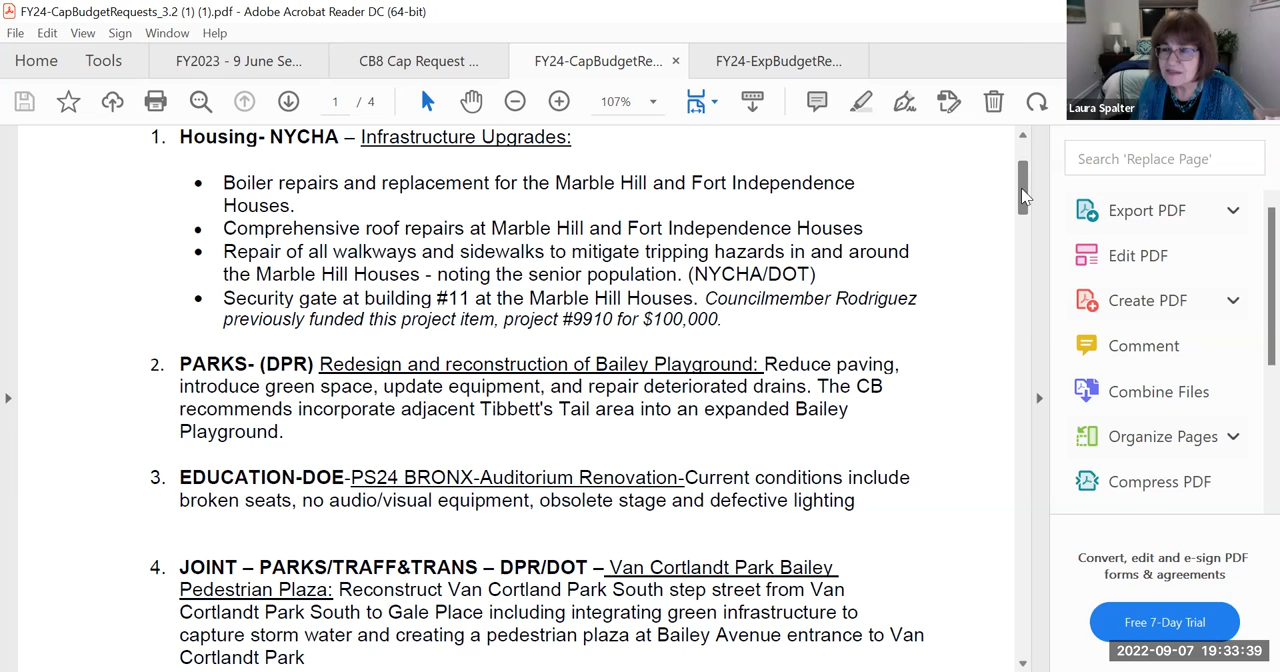 FY24-CapBudgetRequests_3.2 (1) (1).pdf - Adobe Acrobat Reader DC (64-bit)
File Edit View Sign Window Help
Home Tools FY2023 - 9 June Se... CB8 Cap Request ... FY24-CapBudgetRe... × FY24-ExpBudgetRe...
1 / 4 107%
Laura Spalter
1. Housing- NYCHA – Infrastructure Upgrades:
• Boiler repairs and replacement for the Marble Hill and Fort Independence
Houses.
• Comprehensive roof repairs at Marble Hill and Fort Independence Houses
• Repair of all walkways and sidewalks to mitigate tripping hazards in and around
the Marble Hill Houses - noting the senior population. (NYCHA/DOT)
• Security gate at building #11 at the Marble Hill Houses. Councilmember Rodriguez
previously funded this project item, project #9910 for $100,000.
2. PARKS- (DPR) Redesign and reconstruction of Bailey Playground: Reduce paving,
introduce green space, update equipment, and repair deteriorated drains. The CB
recommends incorporate adjacent Tibbett's Tail area into an expanded Bailey
Playground.
3. EDUCATION-DOE-PS24 BRONX-Auditorium Renovation-Current conditions include
broken seats, no audio/visual equipment, obsolete stage and defective lighting
4. JOINT – PARKS/TRAFF&TRANS – DPR/DOT – Van Cortlandt Park Bailey
Pedestrian Plaza: Reconstruct Van Cortland Park South step street from Van
Cortlandt Park South to Gale Place including integrating green infrastructure to
capture storm water and creating a pedestrian plaza at Bailey Avenue entrance to Van
Cortlandt Park
Search 'Replace Page'
Export PDF
Edit PDF
Create PDF
Comment
Combine Files
Organize Pages
Compress PDF
Convert, edit and e-sign PDF
forms & agreements
Free 7-Day Trial
2022-09-07 19:33:39